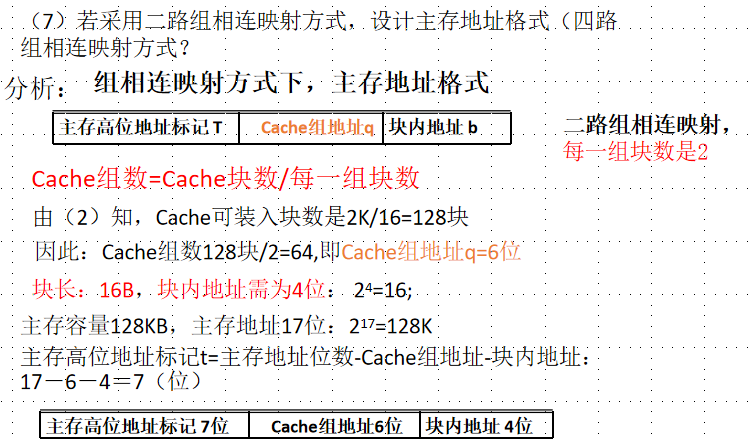 （7）若采用二路组相连映射方式，设计主存地址格式（四路
组相连映射方式？
分析： 组相连映射方式下，主存地址格式
主存高位地址标记 T Cache组地址q 块内地址 b
二路组相连映射，
每一组块数是2
Cache组数=Cache块数/每一组块数
由（2）知，Cache可装入块数是2K/16=128块
因此：Cache组数128块/2=64,即Cache组地址q=6位
块长：16B，块内地址需为4位： 2⁴=16;
主存容量128KB，主存地址17位：2¹⁷=128K
主存高位地址标记t=主存地址位数-Cache组地址-块内地址：
17－6－4＝7（位）
主存高位地址标记 7位 Cache组地址6位 块内地址 4位